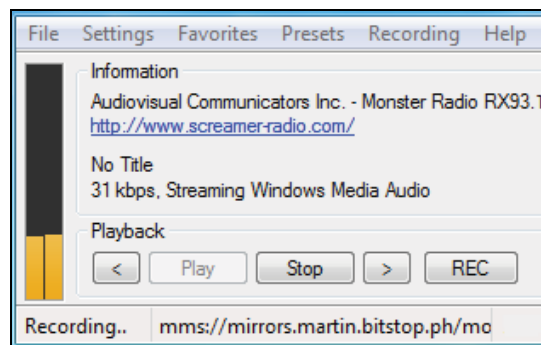 File Settings Favorites Presets Recording Help
Information
Audiovisual Communicators Inc. - Monster Radio RX93.1
http://www.screamer-radio.com/
No Title
31 kbps, Streaming Windows Media Audio
Playback
< Play Stop > REC
Recording.. mms://mirrors.martin.bitstop.ph/mo